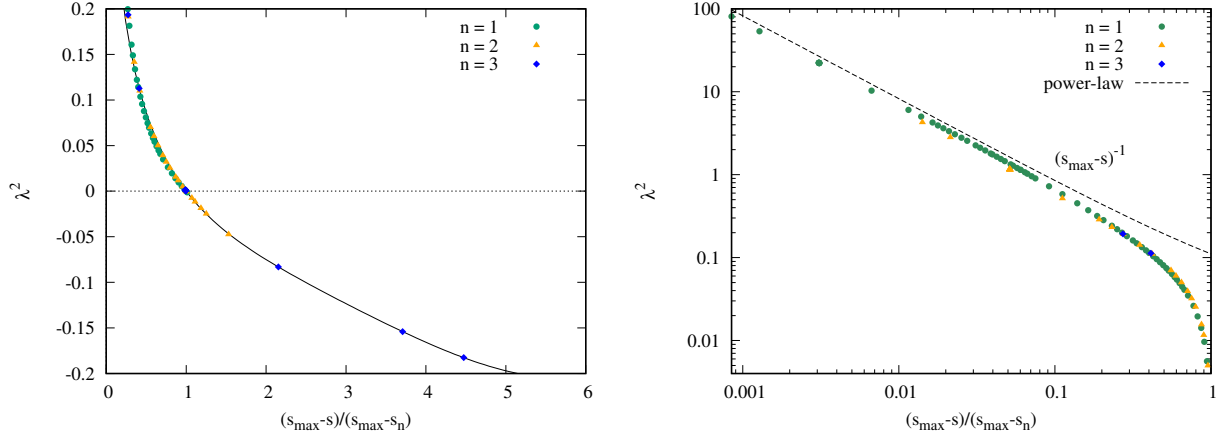 0.2
0.15
0.1
0.05
0
-0.05
-0.1
-0.15
-0.2
λ²
0 1 2 3 4 5 6
(s_max-s)/(s_max-s_n)
n = 1
n = 2
n = 3
100
10
1
0.1
0.01
λ²
0.001 0.01 0.1 1
(s_max-s)/(s_max-s_n)
n = 1
n = 2
n = 3
power-law
(s_max-s)⁻¹